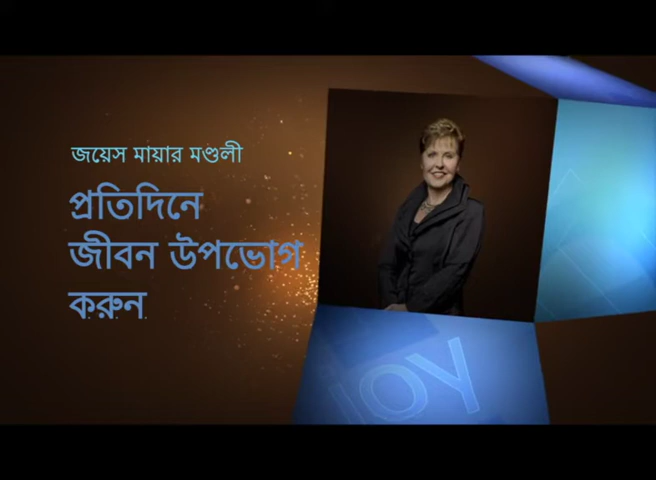 জয়েস মায়ার মণ্ডলী
প্রতিদিনে
জীবন উপভোগ
করুন
JOY